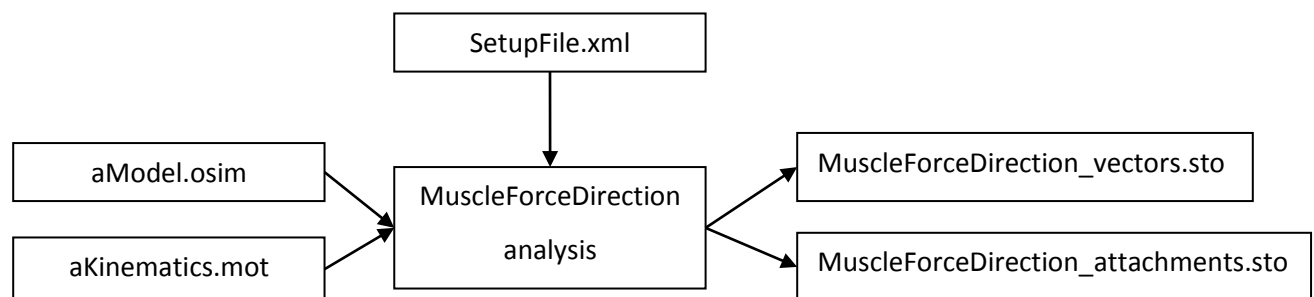 SetupFile.xml
aModel.osim
aKinematics.mot
MuscleForceDirection
analysis
MuscleForceDirection_vectors.sto
MuscleForceDirection_attachments.sto